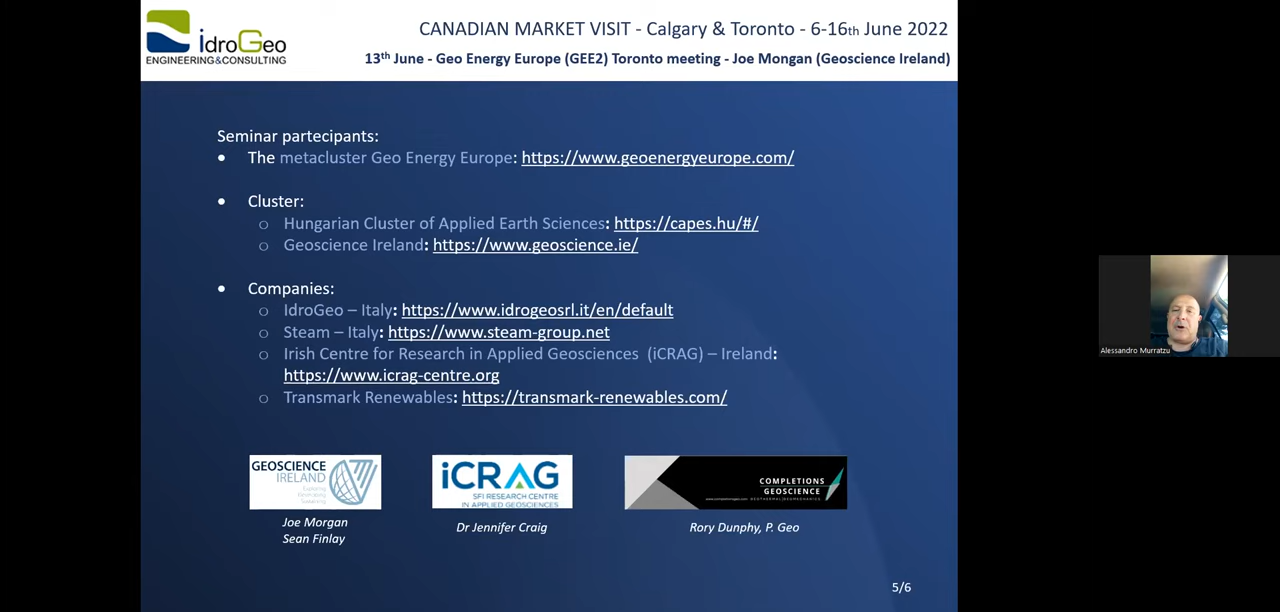 idroGeo
ENGINEERING&CONSULTING
CANADIAN MARKET VISIT - Calgary & Toronto - 6-16th June 2022
13th June - Geo Energy Europe (GEE2) Toronto meeting - Joe Mongan (Geoscience Ireland)
Seminar partecipants:
• The metacluster Geo Energy Europe: https://www.geoenergyeurope.com/
• Cluster:
○ Hungarian Cluster of Applied Earth Sciences: https://capes.hu/#/
○ Geoscience Ireland: https://www.geoscience.ie/
• Companies:
○ IdroGeo – Italy: https://www.idrogeosrl.it/en/default
○ Steam – Italy: https://www.steam-group.net
○ Irish Centre for Research in Applied Geosciences (iCRAG) – Ireland:
https://www.icrag-centre.org
○ Transmark Renewables: https://transmark-renewables.com/
GEOSCIENCE
IRELAND
iCRAG
SFI RESEARCH CENTRE
IN APPLIED GEOSCIENCES
COMPLETIONS
GEOSCIENCE
Joe Morgan
Sean Finlay
Dr Jennifer Craig
Rory Dunphy, P. Geo
5/6
Alessandro Murratzu